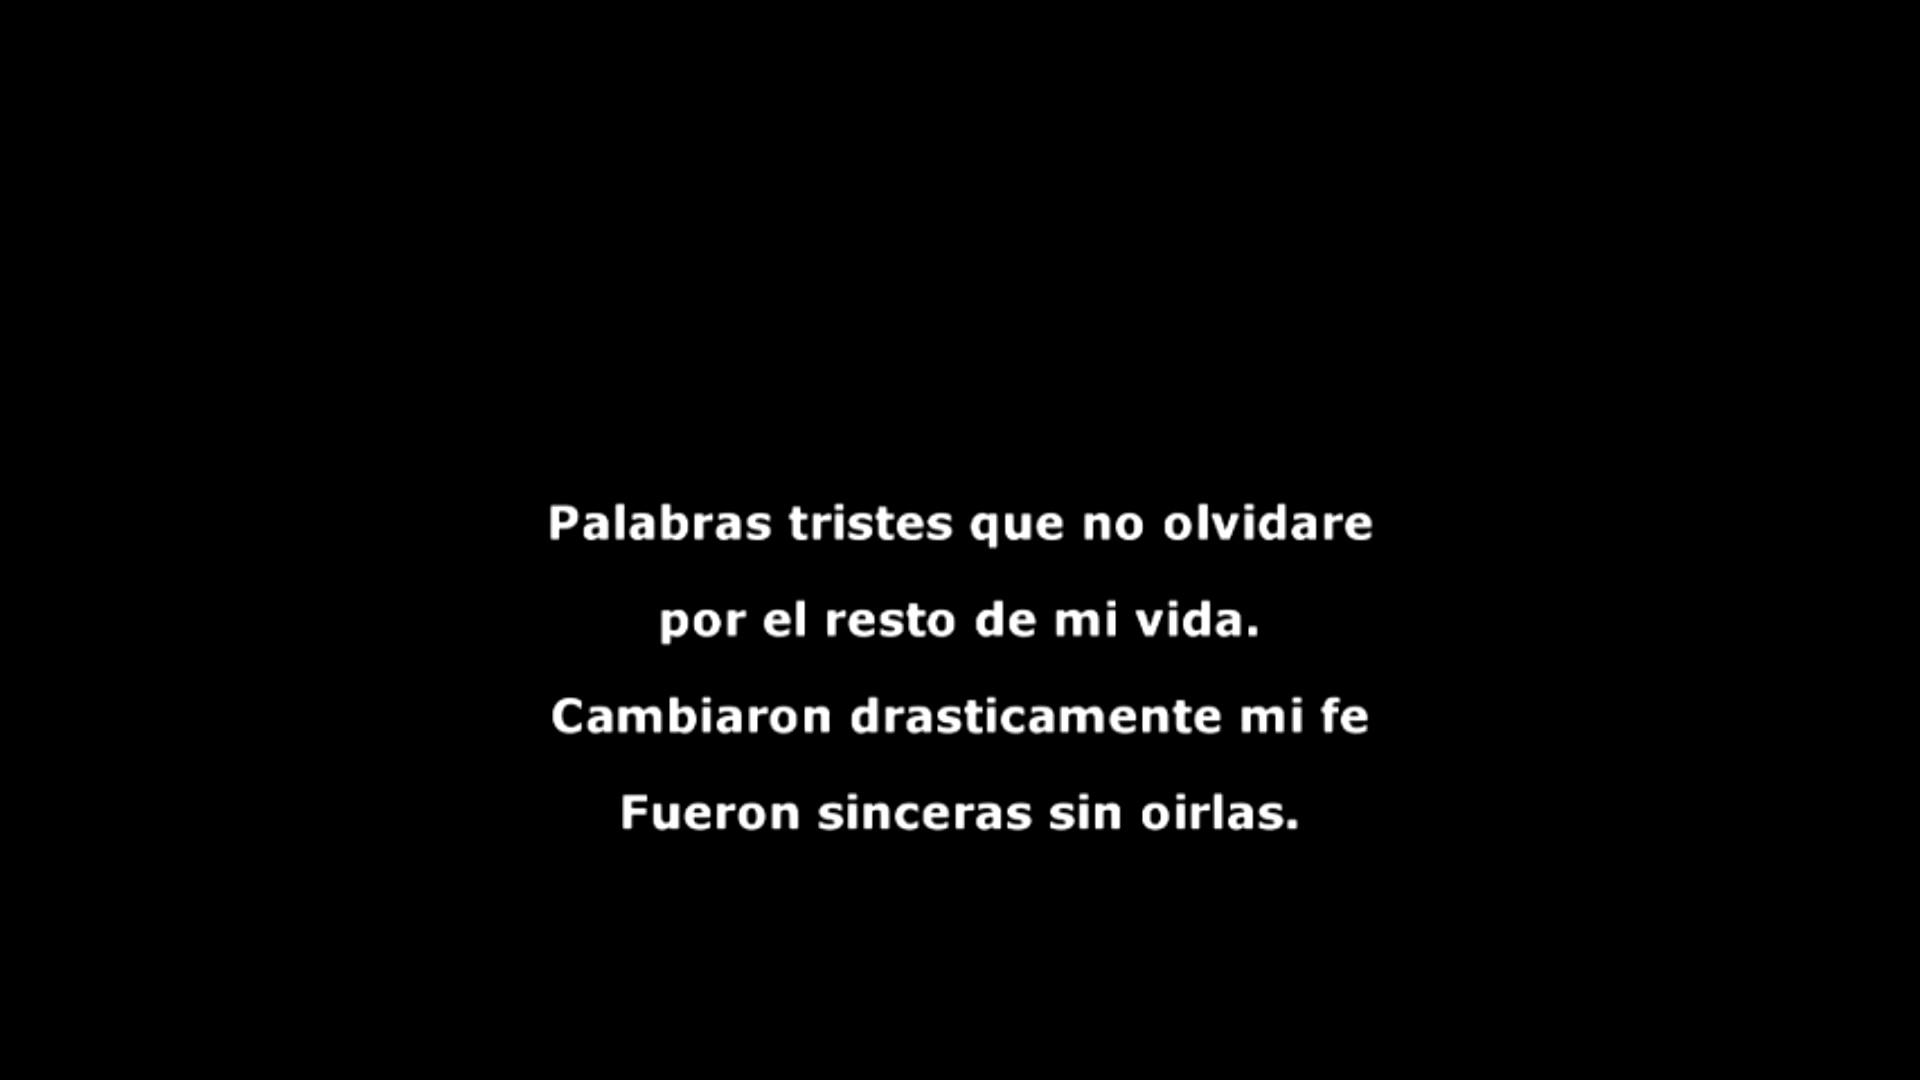 Palabras tristes que no olvidare
por el resto de mi vida.
Cambiaron drasticamente mi fe
Fueron sinceras sin oirlas.